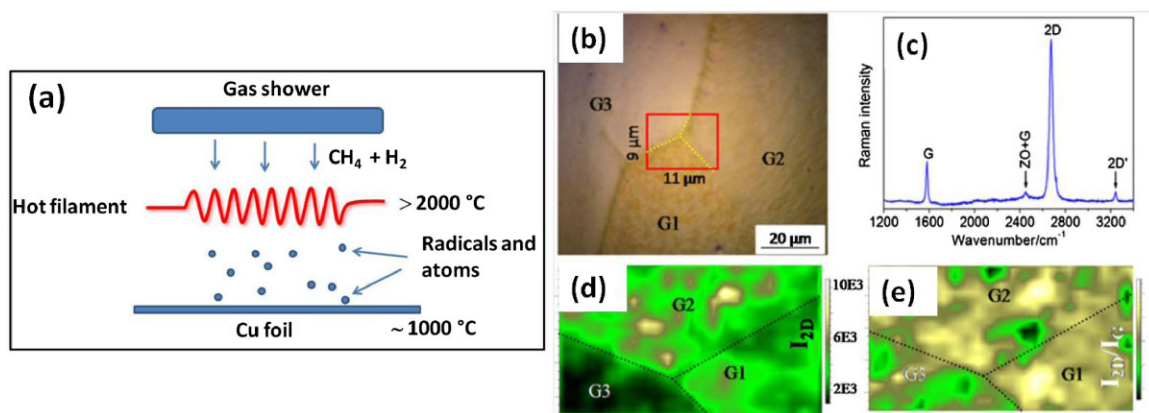 (a)
Gas shower
CH₄ + H₂
Hot filament
> 2000 °C
Radicals and
atoms
Cu foil
~ 1000 °C
(b)
G3
9 µm
11 µm
G2
G1
20 µm
(c)
Raman intensity
G
ZO+G
2D
2D'
1200 1600 2000 2400 2800 3200
Wavenumber/cm⁻¹
(d)
G2
G1
G3
I₂D
10E3
6E3
2E3
(e)
G2
G3
G1
I₂D/I_G